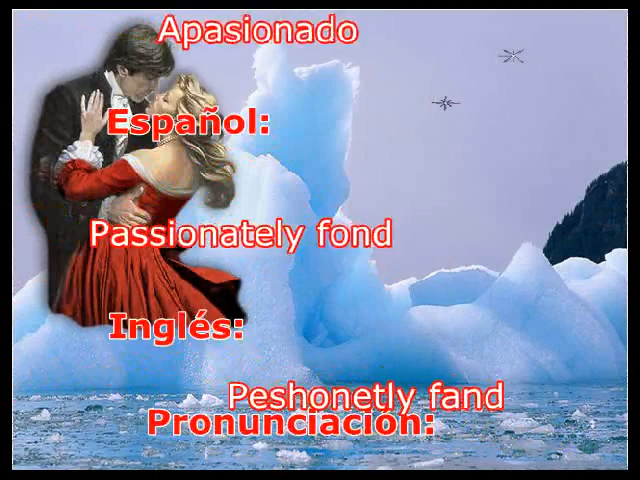 Apasionado
Español:
Passionately fond
Inglés:
Peshonetly fand
Pronunciación: